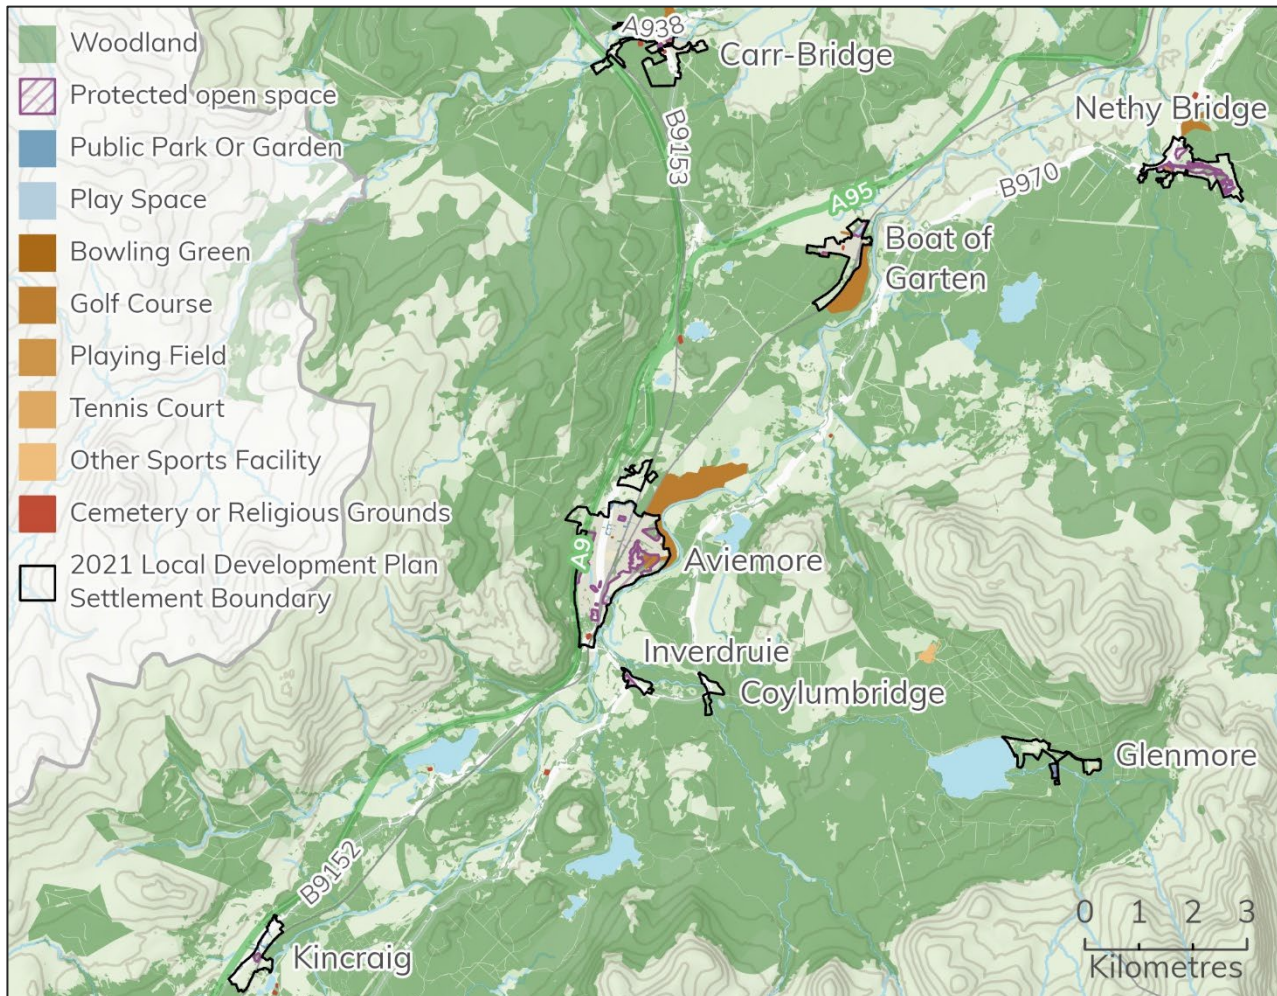 Woodland
Protected open space
Public Park Or Garden
Play Space
Bowling Green
Golf Course
Playing Field
Tennis Court
Other Sports Facility
Cemetery or Religious Grounds
2021 Local Development Plan
Settlement Boundary
A938
Carr-Bridge
B9153
Nethy Bridge
B970
A95
Boat of
Garten
A9
Aviemore
Inverdruie
Coylumbridge
Glenmore
B9152
Kincraig
0 1 2 3
Kilometres